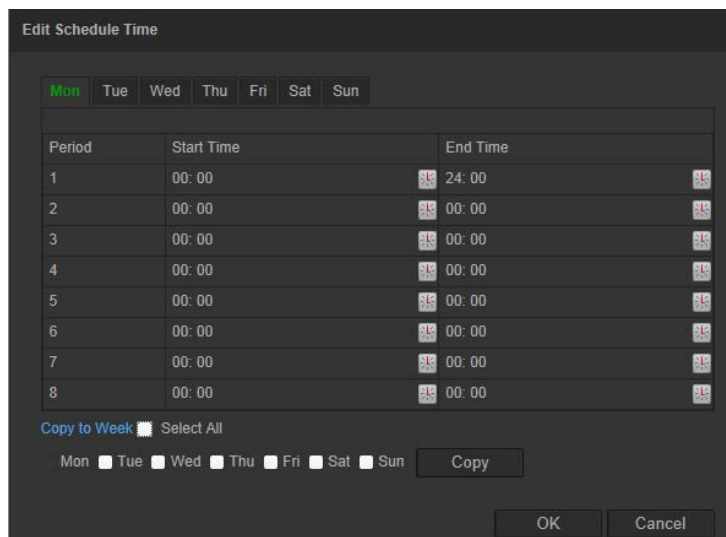 Edit Schedule Time
Mon Tue Wed Thu Fri Sat Sun
Period Start Time End Time
1 00: 00 24: 00
2 00: 00 00: 00
3 00: 00 00: 00
4 00: 00 00: 00
5 00: 00 00: 00
6 00: 00 00: 00
7 00: 00 00: 00
8 00: 00 00: 00
Copy to Week Select All
Mon Tue Wed Thu Fri Sat Sun Copy
OK Cancel